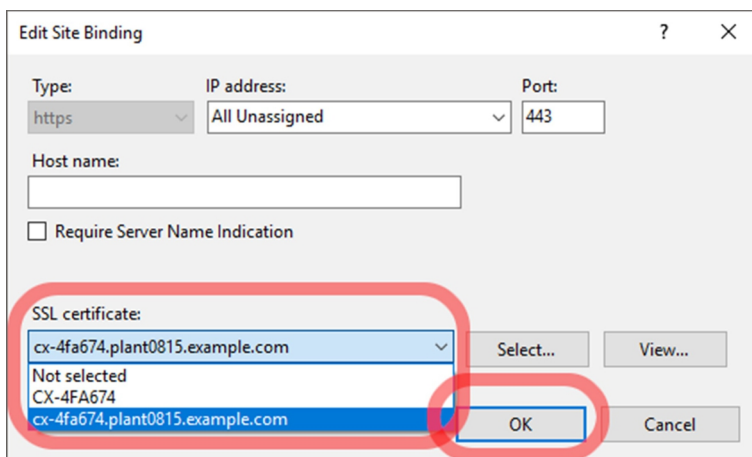 Edit Site Binding
?
Type:
IP address:
Port:
https
All Unassigned
443
Host name:
Require Server Name Indication
SSL certificate:
cx-4fa674.plant0815.example.com
Select...
View...
Not selected
CX-4FA674
cx-4fa674.plant0815.example.com
OK
Cancel